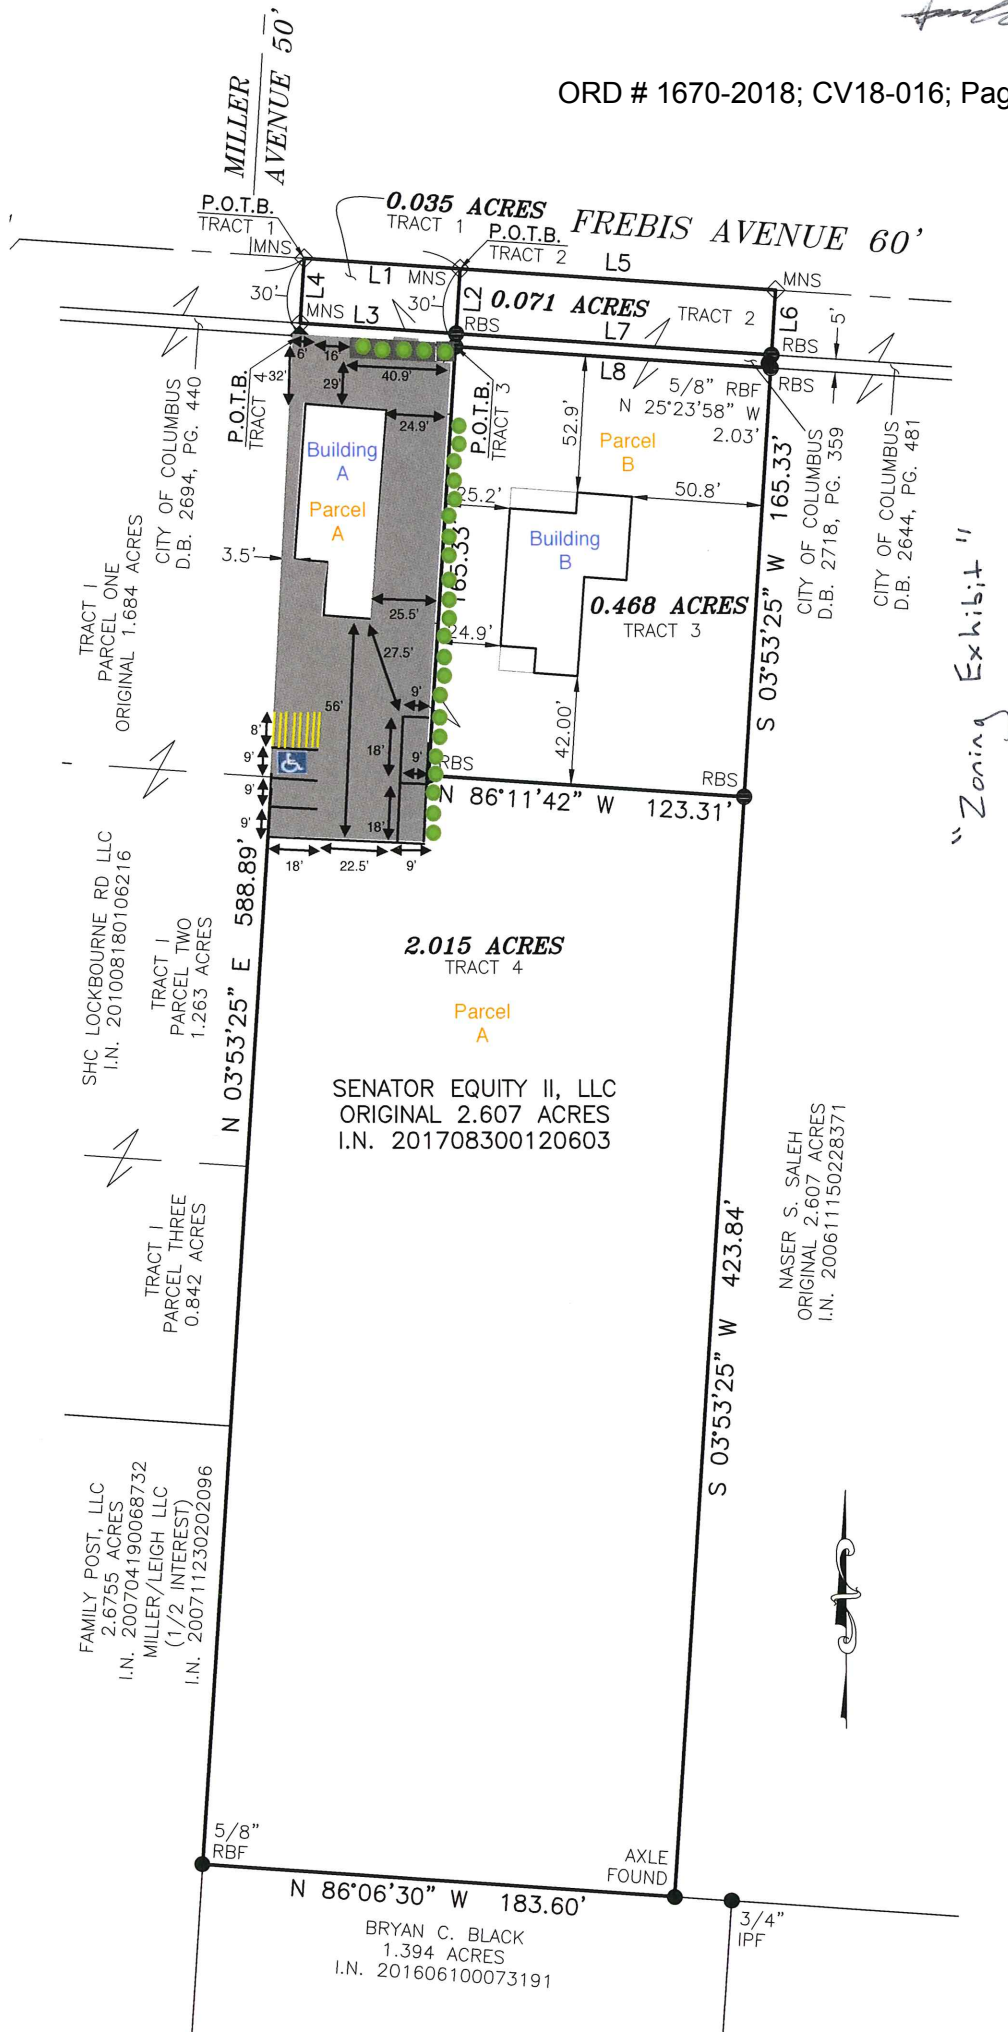 ORD # 1670-2018; CV18-016; Pag
MILLER
AVENUE 50'
P.O.T.B.
TRACT 1
0.035 ACRES
TRACT 1
P.O.T.B.
TRACT 2
FREBIS AVENUE 60'
MNS
L1
MNS
L5
MNS
30'
L4
30'
L2
0.071 ACRES
TRACT 2
L6
MNS
L3
RBS
L7
5'
RBS
P.O.T.B.
TRACT 4
6'
16'
40.9'
32'
29'
24.9'
P.O.T.B.
TRACT 3
L8
5/8" RBF
N 25°23'58" W
2.03'
RBS
CITY OF COLUMBUS
D.B. 2694, PG. 440
CITY OF COLUMBUS
D.B. 2718, PG. 359
CITY OF COLUMBUS
D.B. 2644, PG. 481
Building
A
Parcel
A
52.9'
Parcel
B
25.2'
50.8'
165.33'
S 03°53'25" W 165.33'
Building
B
3.5'
25.5'
24.9'
0.468 ACRES
TRACT 3
"Zoning Exhibit"
TRACT I
PARCEL ONE
ORIGINAL 1.684 ACRES
27.5'
56'
9'
18'
9'
18'
42.00'
8'
9'
9'
9'
RBS
RBS
N 86°11'42" W 123.31'
18'
22.5'
9'
N 03°53'25" E 588.89'
SHC LOCKBOURNE RD LLC
I.N. 201008180106216
TRACT I
PARCEL TWO
1.263 ACRES
2.015 ACRES
TRACT 4
Parcel
A
SENATOR EQUITY II, LLC
ORIGINAL 2.607 ACRES
I.N. 201708300120603
TRACT I
PARCEL THREE
0.842 ACRES
S 03°53'25" W 423.84'
NASER S. SALEH
ORIGINAL 2.607 ACRES
I.N. 200611150228371
FAMILY POST, LLC
2.6755 ACRES
I.N. 200704190068732
MILLER/LEIGH LLC
(1/2 INTEREST)
I.N. 200711230202096
5/8"
RBF
AXLE
FOUND
N 86°06'30" W 183.60'
3/4"
IPF
BRYAN C. BLACK
1.394 ACRES
I.N. 201606100073191